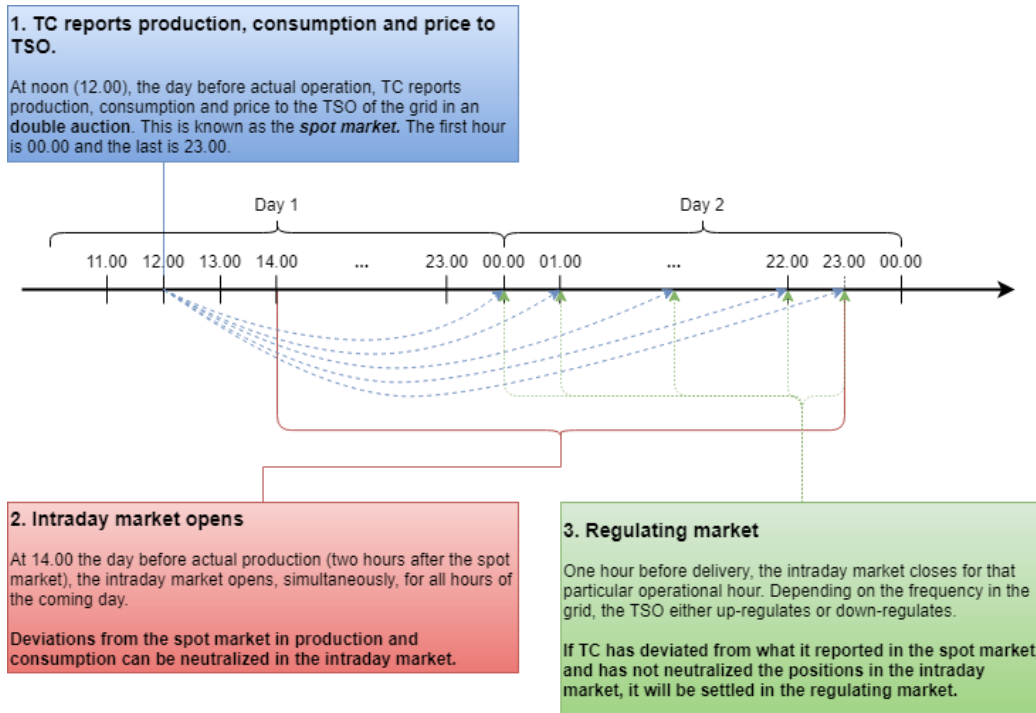 1. TC reports production, consumption and price to
TSO.
At noon (12.00), the day before actual operation, TC reports
production, consumption and price to the TSO of the grid in an
double auction. This is known as the spot market. The first hour
is 00.00 and the last is 23.00.
Day 1
Day 2
11.00 12.00 13.00 14.00 ... 23.00 00.00 01.00 ... 22.00 23.00 00.00
2. Intraday market opens
At 14.00 the day before actual production (two hours after the spot
market), the intraday market opens, simultaneously, for all hours of
the coming day.
Deviations from the spot market in production and
consumption can be neutralized in the intraday market.
3. Regulating market
One hour before delivery, the intraday market closes for that
particular operational hour. Depending on the frequency in the
grid, the TSO either up-regulates or down-regulates.
If TC has deviated from what it reported in the spot market
and has not neutralized the positions in the intraday
market, it will be settled in the regulating market.